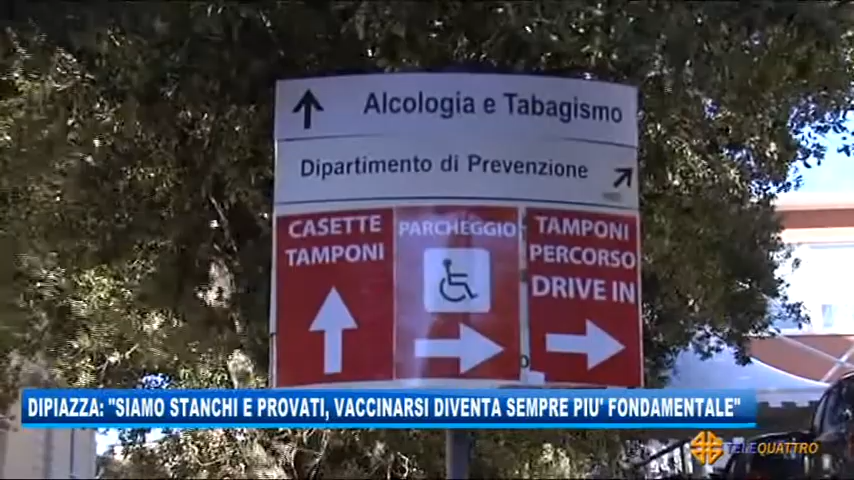 Alcologia e Tabagismo
Dipartimento di Prevenzione
CASETTE
TAMPONI
PARCHEGGIO
TAMPONI
PERCORSO
DRIVE IN
DIPIAZZA: "SIAMO STANCHI E PROVATI, VACCINARSI DIVENTA SEMPRE PIU' FONDAMENTALE"
TELEQUATTRO